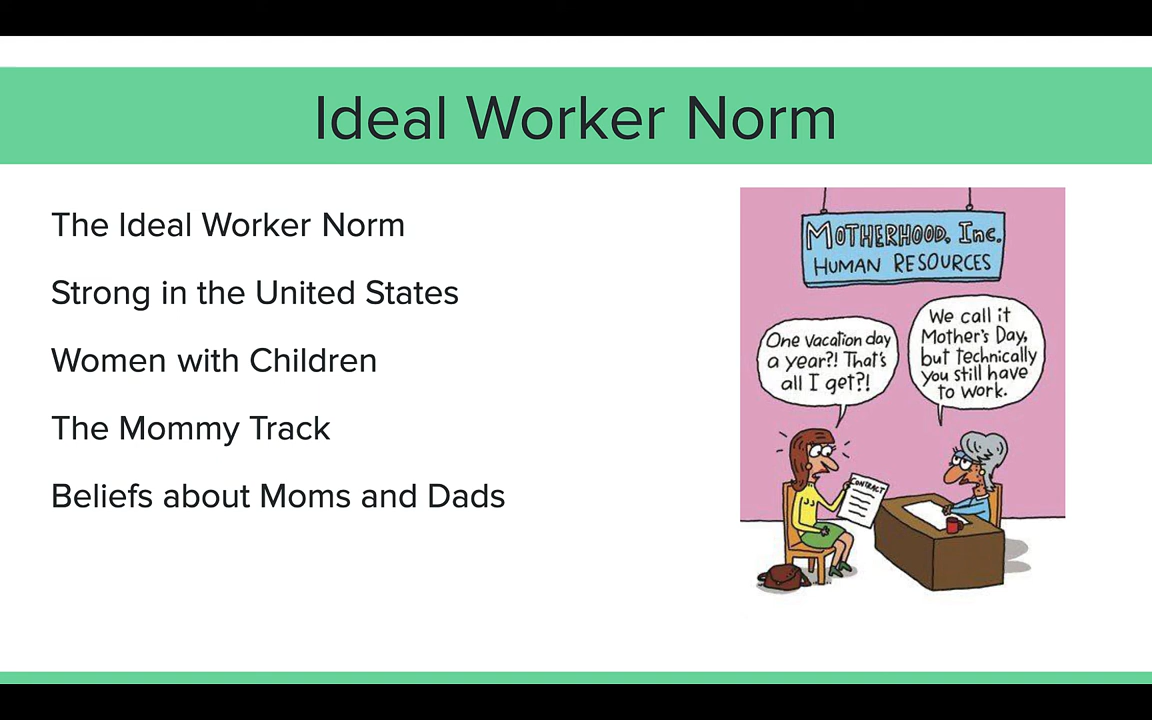 Ideal Worker Norm
The Ideal Worker Norm
Strong in the United States
Women with Children
The Mommy Track
Beliefs about Moms and Dads
MOTHERHOOD, INC.
HUMAN RESOURCES
One vacation day
a year?! That's
all I get?!
We call it
Mother's Day,
but technically
you still have
to work.
CONTRACT